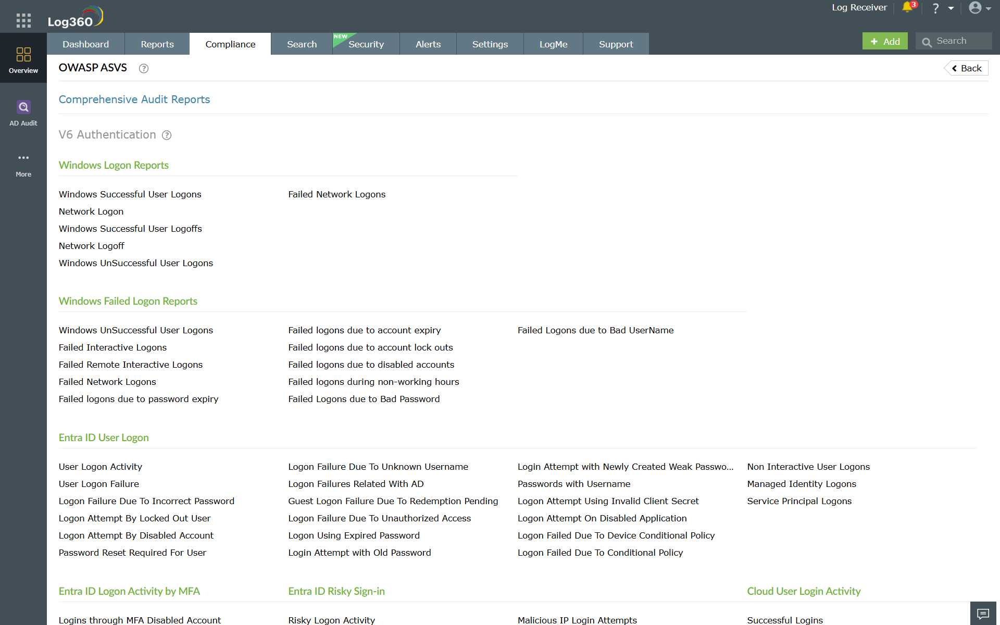 Log Receiver
3
?
Log360
Dashboard
Reports
Compliance
Search
NEW
Security
Alerts
Settings
LogMe
Support
+ Add
Search
Overview
AD Audit
More
OWASP ASVS ?
Back
Comprehensive Audit Reports
V6 Authentication ?
Windows Logon Reports
Windows Successful User Logons
Failed Network Logons
Network Logon
Windows Successful User Logoffs
Network Logoff
Windows UnSuccessful User Logons
Windows Failed Logon Reports
Windows UnSuccessful User Logons
Failed logons due to account expiry
Failed Logons due to Bad UserName
Failed Interactive Logons
Failed logons due to account lock outs
Failed Remote Interactive Logons
Failed logons due to disabled accounts
Failed Network Logons
Failed logons during non-working hours
Failed logons due to password expiry
Failed Logons due to Bad Password
Entra ID User Logon
User Logon Activity
Logon Failure Due To Unknown Username
Login Attempt with Newly Created Weak Passwo...
Non Interactive User Logons
User Logon Failure
Logon Failures Related With AD
Passwords with Username
Managed Identity Logons
Logon Failure Due To Incorrect Password
Guest Logon Failure Due To Redemption Pending
Logon Attempt Using Invalid Client Secret
Service Principal Logons
Logon Attempt By Locked Out User
Logon Failure Due To Unauthorized Access
Logon Attempt On Disabled Application
Logon Attempt By Disabled Account
Logon Using Expired Password
Logon Failed Due To Device Conditional Policy
Password Reset Required For User
Login Attempt with Old Password
Logon Failed Due To Conditional Policy
Entra ID Logon Activity by MFA
Entra ID Risky Sign-in
Cloud User Login Activity
Logins through MFA Disabled Account
Risky Logon Activity
Malicious IP Login Attempts
Successful Logins